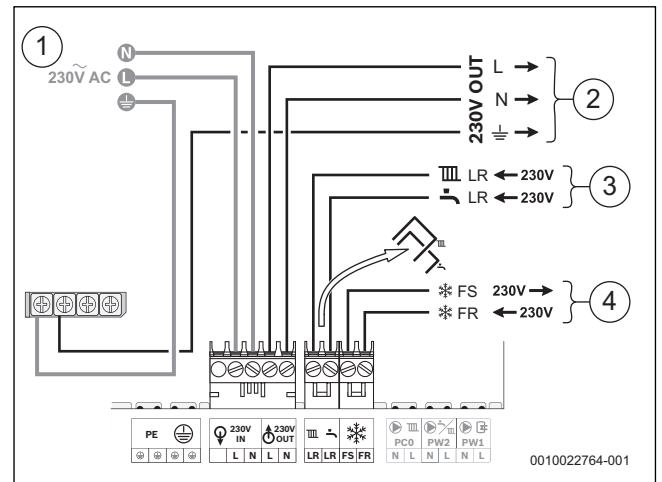 1
N
230V AC
L
230V OUT
L
N
2
LR 230V
LR 230V
3
FS 230V
FR 230V
4
PE
230V IN
230V OUT
L N L N
LR LR FS FR
PC0 PW2 PW1
N L N L N L
0010022764-001